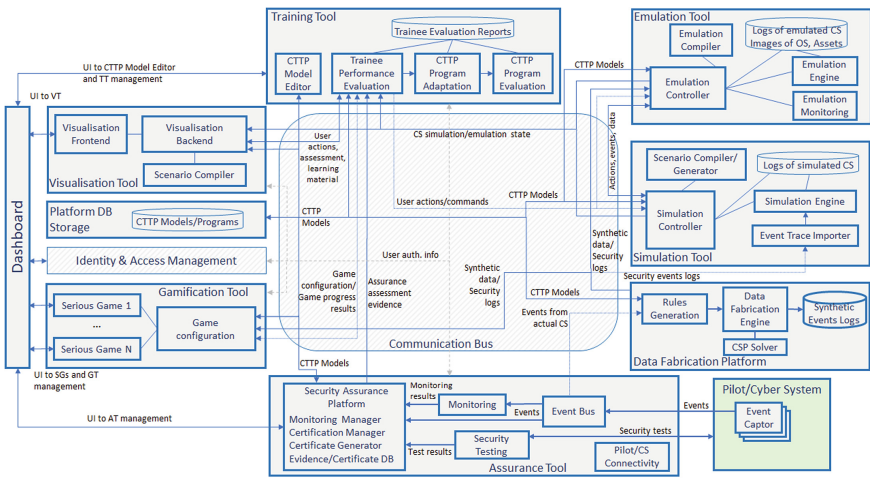 Training Tool
Trainee Evaluation Reports
CTTP
Model
Editor
Trainee
Performance
Evaluation
CTTP
Program
Adaptation
CTTP
Program
Evaluation
Emulation Tool
Emulation
Compiler
Logs of emulated CS
Images of OS, Assets
Emulation
Controller
Emulation
Engine
Emulation
Monitoring
UI to CTTP Model Editor
and TT management
UI to VT
CTTP Models
Dashboard
Visualisation
Frontend
Visualisation
Backend
Scenario Compiler
Visualisation Tool
User
actions,
assessment,
learning
material
CS simulation/emulation state
Actions, events, data
Scenario Compiler/
Generator
Logs of simulated CS
Simulation
Controller
Simulation Engine
Event Trace Importer
Simulation Tool
Platform DB
Storage
CTTP Models/Programs
CTTP
Models
User actions/commands
CTTP Models
Identity & Access Management
User auth. info
Synthetic
data/
Security
logs
Synthetic
data/
Security
logs
Security events logs
Gamification Tool
Serious Game 1
...
Serious Game N
Game
configuration
Game
configuration/
Game progress
results
Assurance
assessment
evidence
CTTP Models
Events from
actual CS
Communication Bus
Rules
Generation
Data
Fabrication
Engine
Synthetic
Events Logs
CSP Solver
Data Fabrication Platform
CTTP Models
UI to SGs and GT
management
UI to AT management
Security Assurance
Platform
Monitoring Manager
Certification Manager
Certificate Generator
Evidence/Certificate DB
Monitoring
results
Monitoring
Events
Event Bus
Test results
Security
Testing
Security tests
Pilot/CS
Connectivity
Assurance Tool
Events
Pilot/Cyber System
Event
Captor